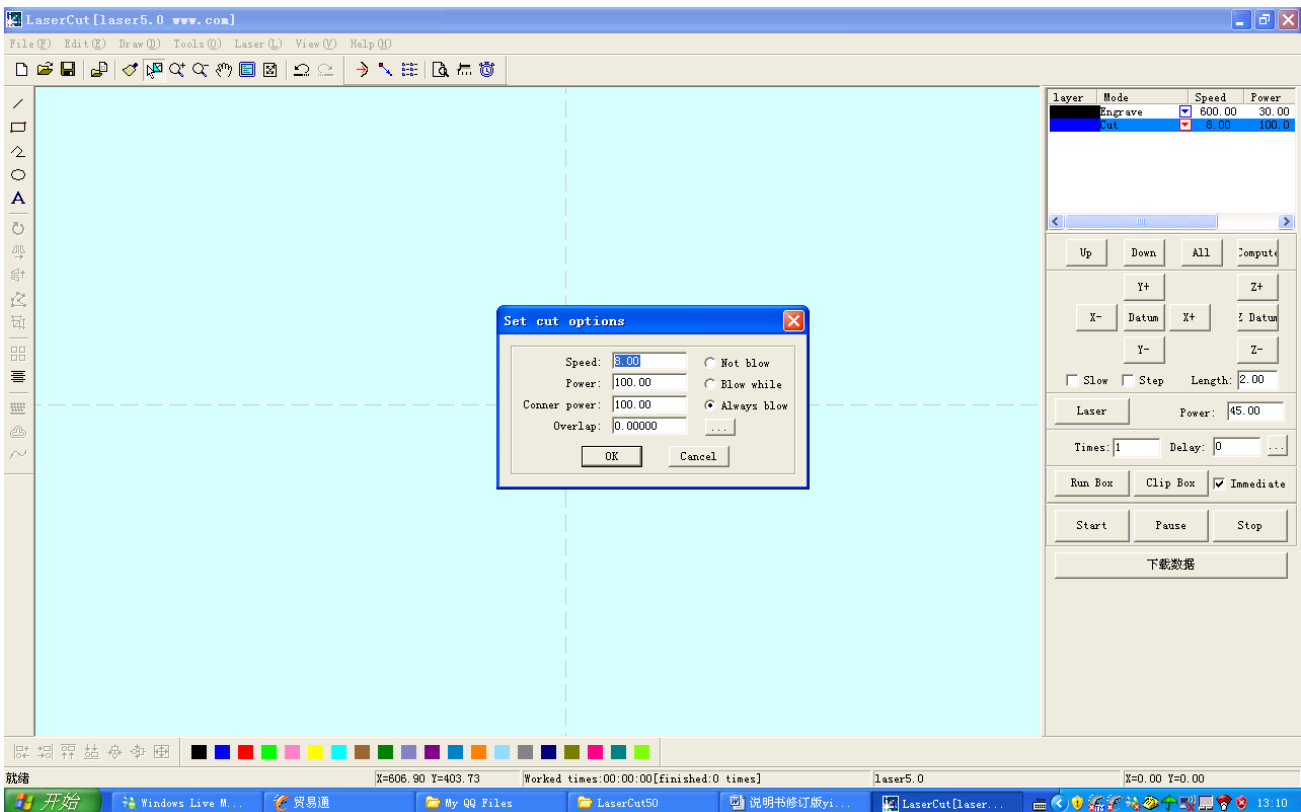 LaserCut[laser5.0 www.com]
File(F) Edit(E) Draw(D) Tools(Q) Laser(L) View(V) Help(H)
layer Mode Speed Power
Engrave 600.00 30.00
Cut 8.00 100.0
Up Down All Compute
Y+ Z+
X- Datum X+ Z Datum
Y- Z-
Slow Step Length: 2.00
Laser Power: 45.00
Times: 1 Delay: 0 ...
Run Box Clip Box Immediate
Start Pause Stop
下载数据
Set cut options
Speed: 8.00 Not blow
Power: 100.00 Blow while
Conner power: 100.00 Always blow
Overlap: 0.00000 ...
OK Cancel
就绪 X=606.90 Y=403.73 Worked times:00:00:00[finished:0 times] laser5.0 X=0.00 Y=0.00
开始 Windows Live M... 贸易通 My QQ Files LaserCut50 说明书修订版yi... LaserCut[laser... 13:10